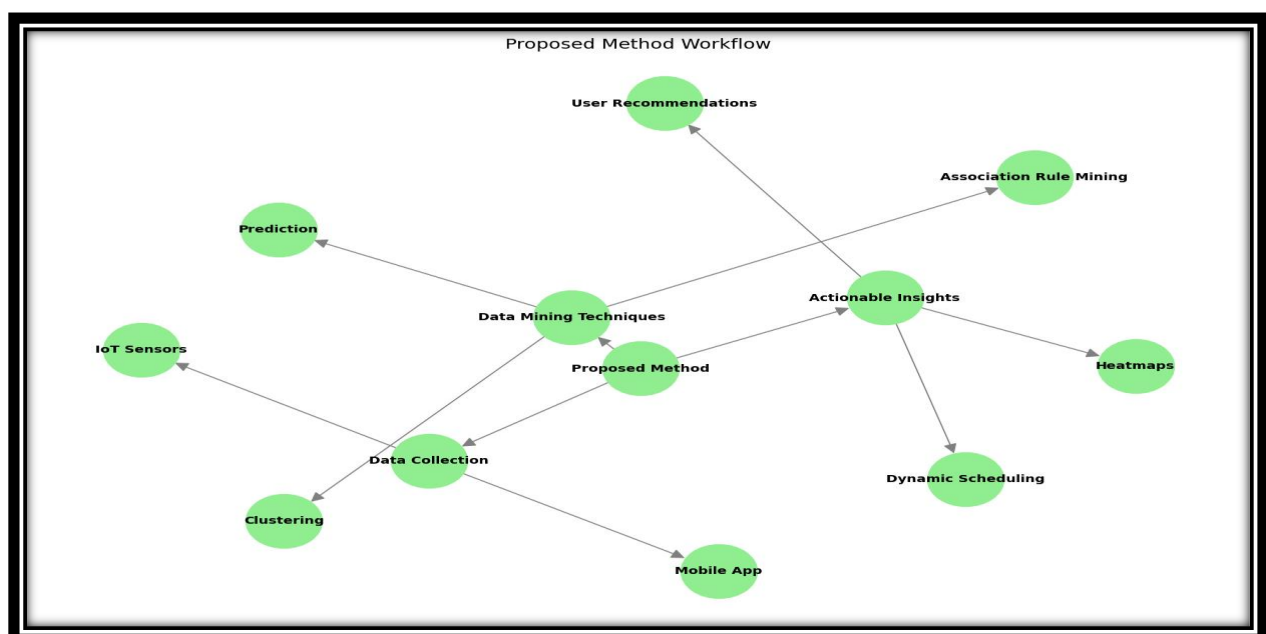 Proposed Method Workflow
User Recommendations
Association Rule Mining
Prediction
Actionable Insights
Data Mining Techniques
IoT Sensors
Proposed Method
Heatmaps
Data Collection
Dynamic Scheduling
Clustering
Mobile App